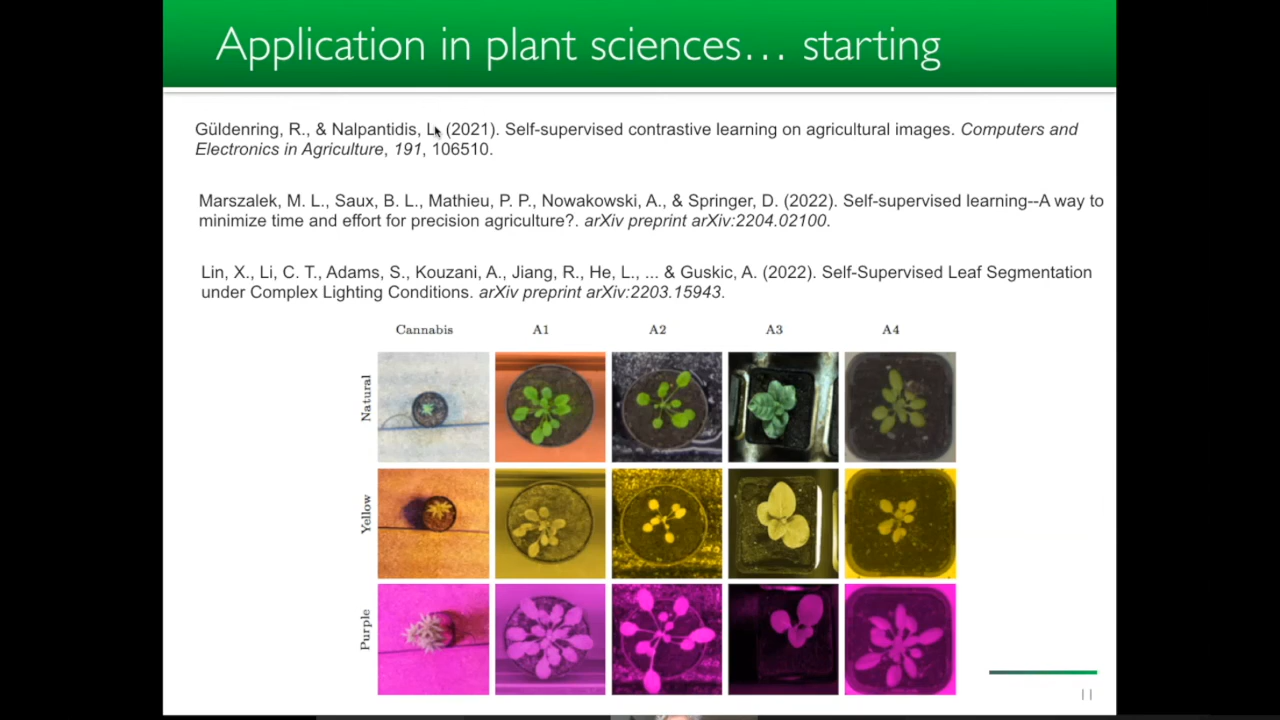 Application in plant sciences... starting
Güldenring, R., & Nalpantidis, L. (2021). Self-supervised contrastive learning on agricultural images. Computers and
Electronics in Agriculture, 191, 106510.
Marszalek, M. L., Saux, B. L., Mathieu, P. P., Nowakowski, A., & Springer, D. (2022). Self-supervised learning--A way to
minimize time and effort for precision agriculture?. arXiv preprint arXiv:2204.02100.
Lin, X., Li, C. T., Adams, S., Kouzani, A., Jiang, R., He, L., ... & Guskic, A. (2022). Self-Supervised Leaf Segmentation
under Complex Lighting Conditions. arXiv preprint arXiv:2203.15943.
Cannabis A1 A2 A3 A4
Natural
Yellow
Purple
11